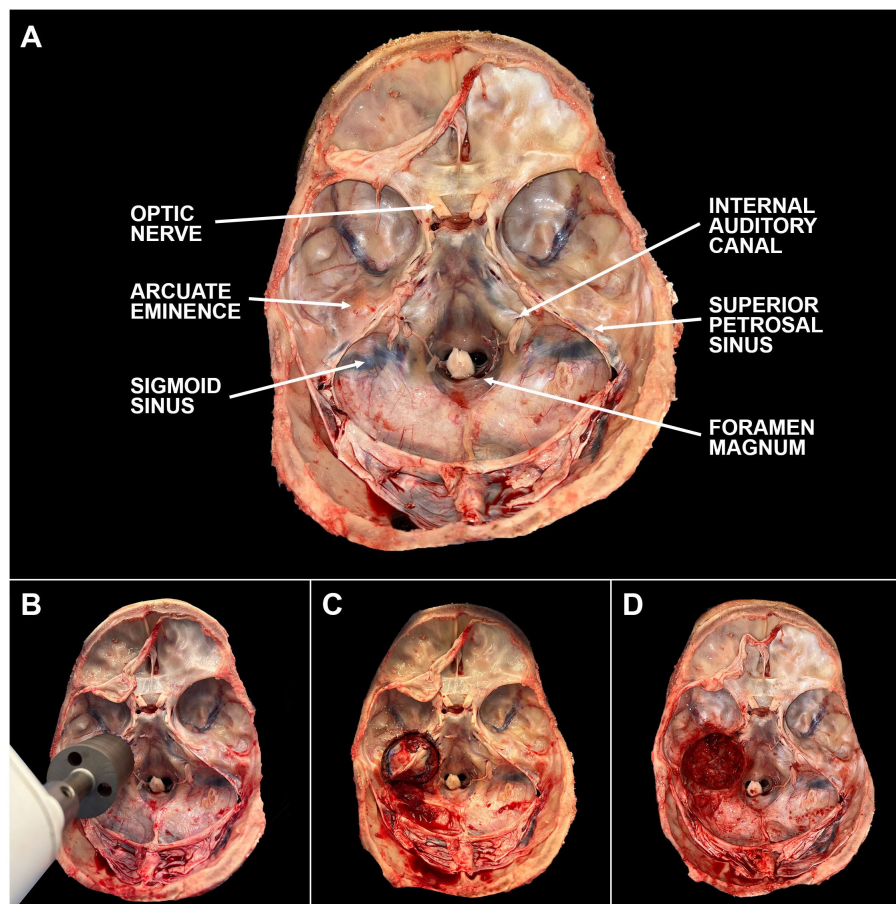 A
OPTIC
NERVE
ARCUATE
EMINENCE
SIGMOID
SINUS
INTERNAL
AUDITORY
CANAL
SUPERIOR
PETROSAL
SINUS
FORAMEN
MAGNUM
B
C
D